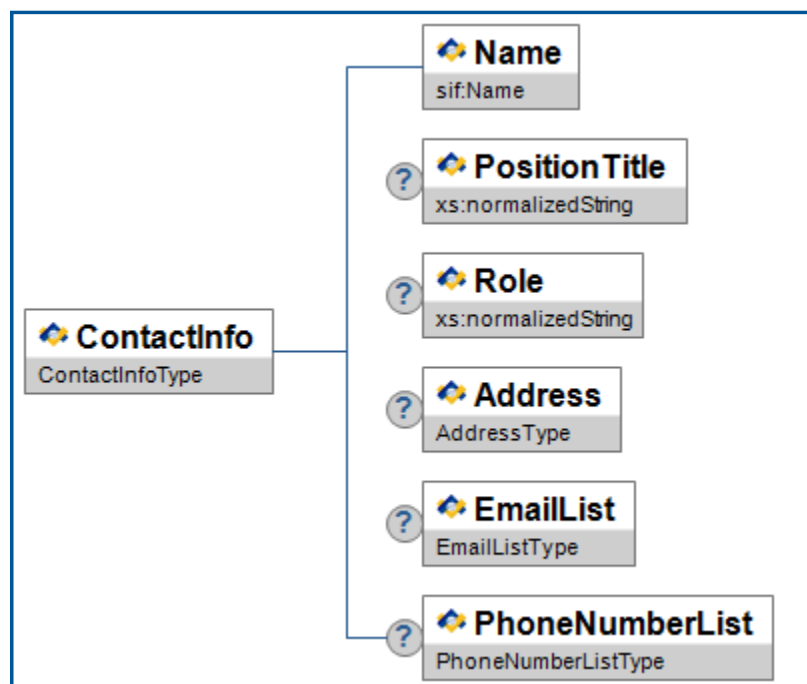 Name
sif:Name
?
PositionTitle
xs:normalizedString
?
Role
xs:normalizedString
ContactInfo
ContactInfoType
?
Address
AddressType
?
EmailList
EmailListType
?
PhoneNumberList
PhoneNumberListType